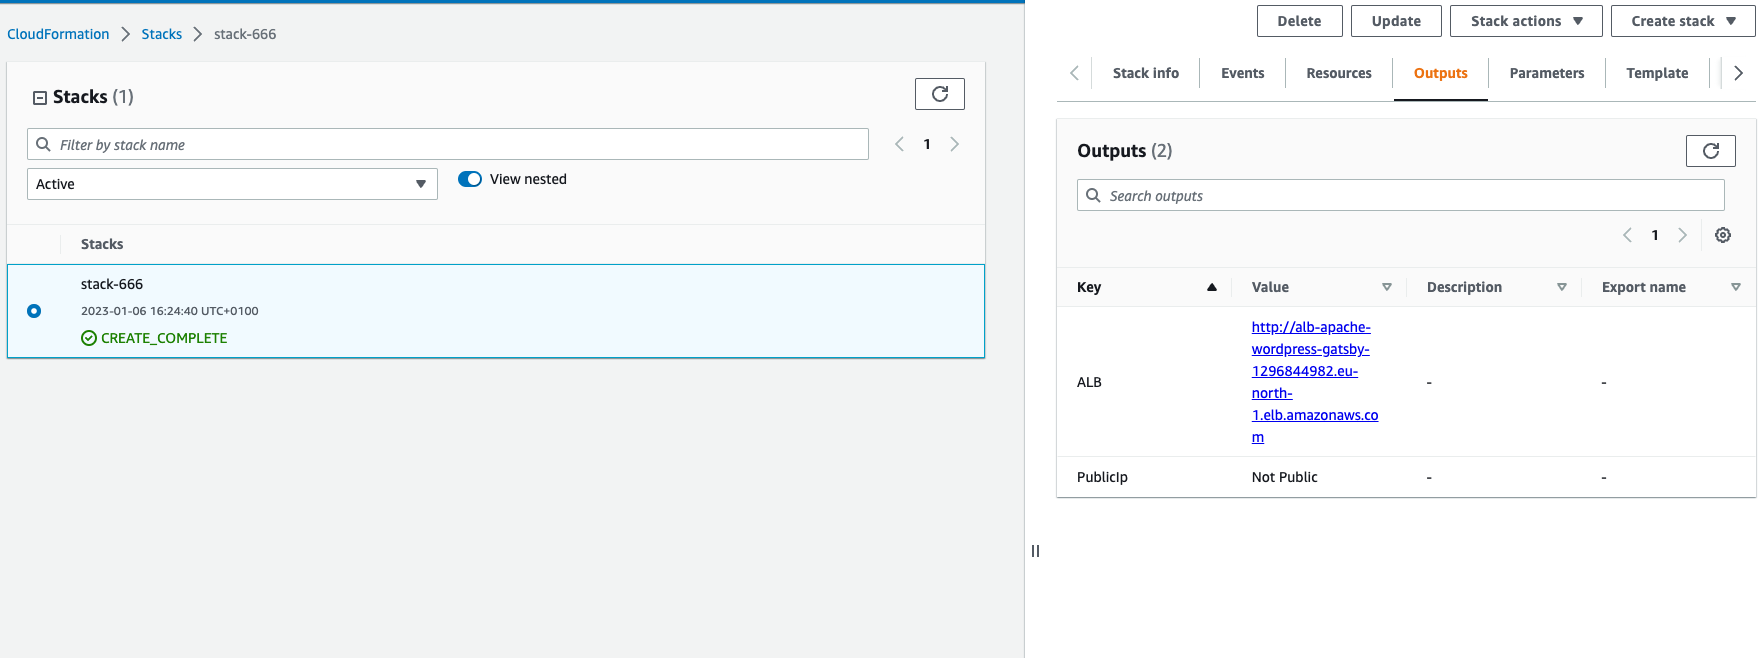 CloudFormation > Stacks > stack-666
Stacks (1)
Filter by stack name
1
Active
View nested
Stacks
stack-666
2023-01-06 16:24:40 UTC+0100
CREATE_COMPLETE
Delete Update Stack actions Create stack
Stack info Events Resources Outputs Parameters Template
Outputs (2)
Search outputs
1
Key Value Description Export name
ALB
http://alb-apache-
wordpress-gatsby-
1296844982.eu-
north-
1.elb.amazonaws.co
m
- -
PublicIp Not Public - -